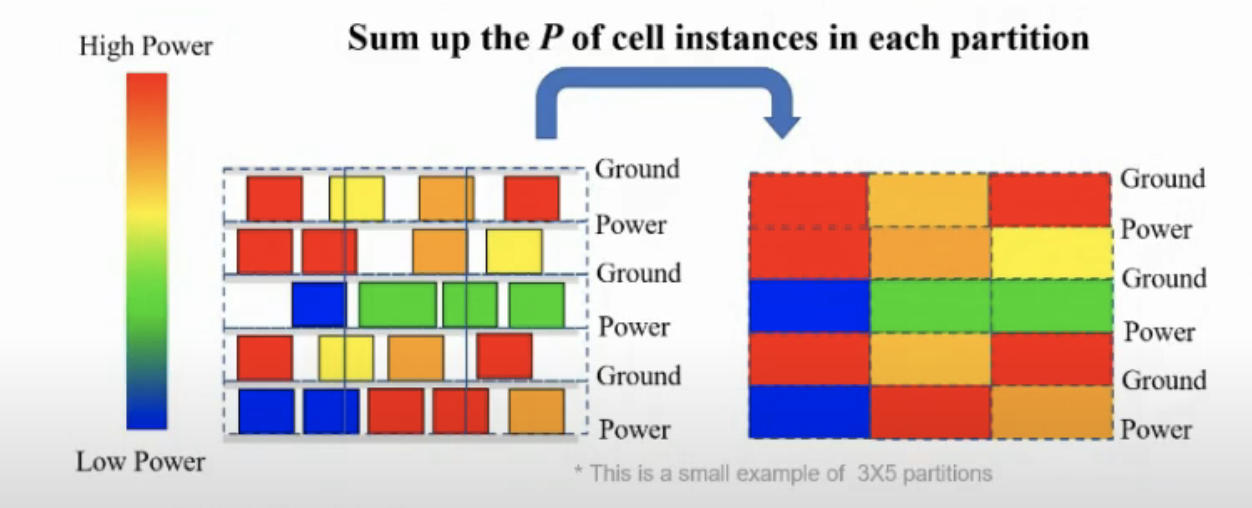 High Power
Sum up the P of cell instances in each partition
Ground
Power
Ground
Power
Ground
Power
Ground
Power
Ground
Power
Ground
Power
Low Power
* This is a small example of 3X5 partitions